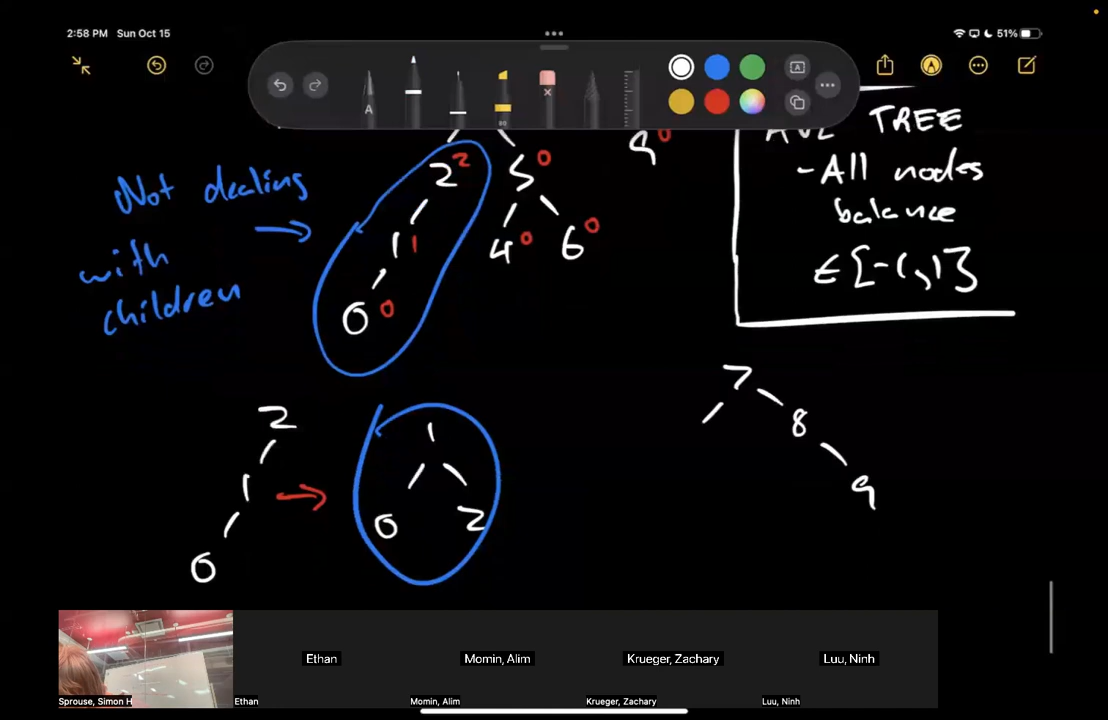 2:58 PM Sun Oct 15
51%
A
80
A
TREE
- All nodes
balance
∈ [-1,1]
Not dealing
with
children
2 2
5 0
9 0
1 1
4 0
6 0
0 0
2
1
0
1
0 2
7
8
9
Ethan
Momin, Alim
Krueger, Zachary
Luu, Ninh
Sprouse, Simon H
Ethan
Momin, Alim
Krueger, Zachary
Luu, Ninh